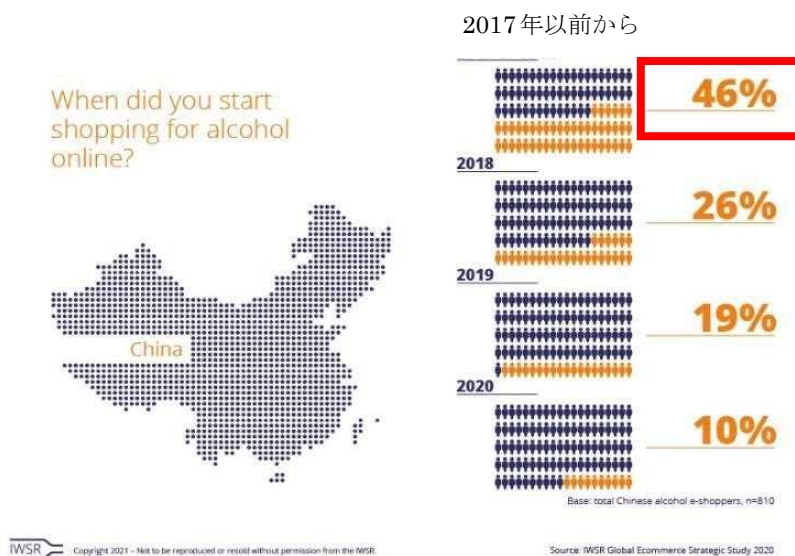 2017年以前から
46%
When did you start
shopping for alcohol
online?
2018
26%
2019
19%
China
2020
10%
Base: total Chinese alcohol e-shoppers, n=810
IWSR Copyright 2021 – Not to be reproduced or resold without permission from the IWSR.
Source: IWSR Global Ecommerce Strategic Study 2020